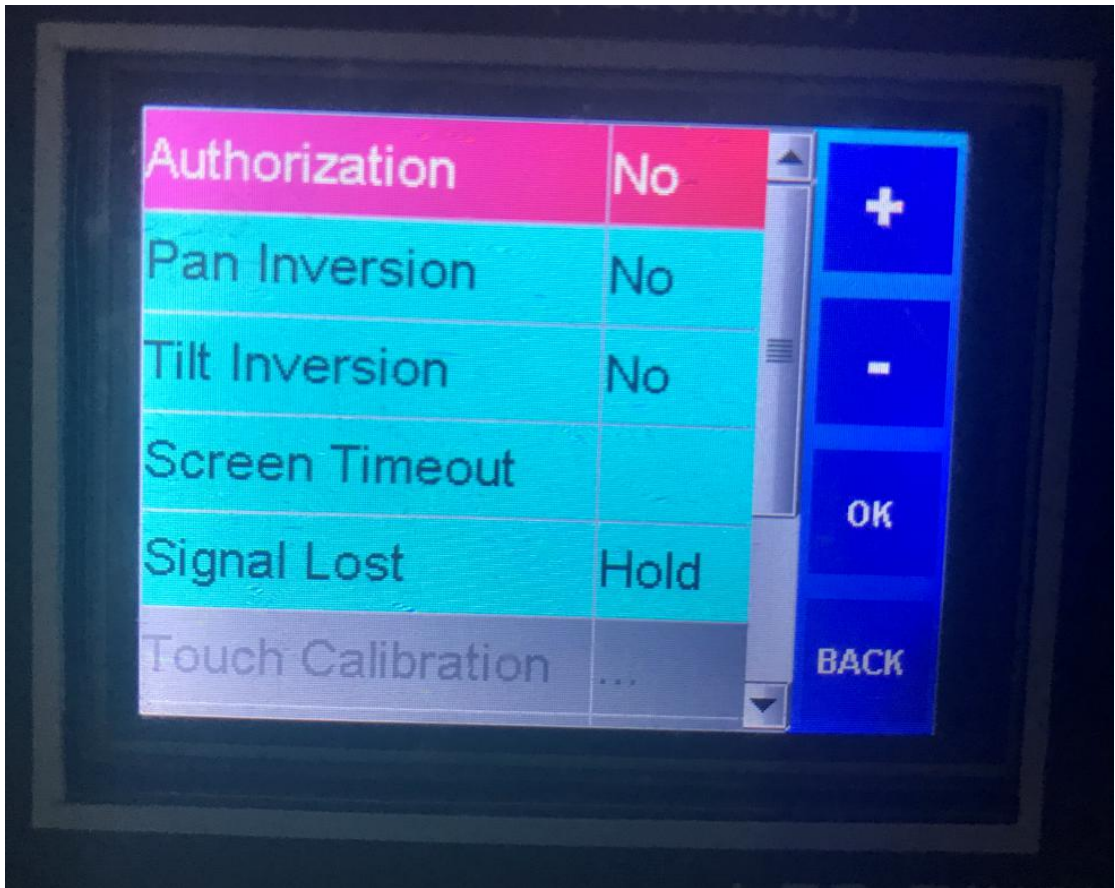 Authorization No
Pan Inversion No
Tilt Inversion No
Screen Timeout
Signal Lost Hold
Touch Calibration ...
+
-
OK
BACK